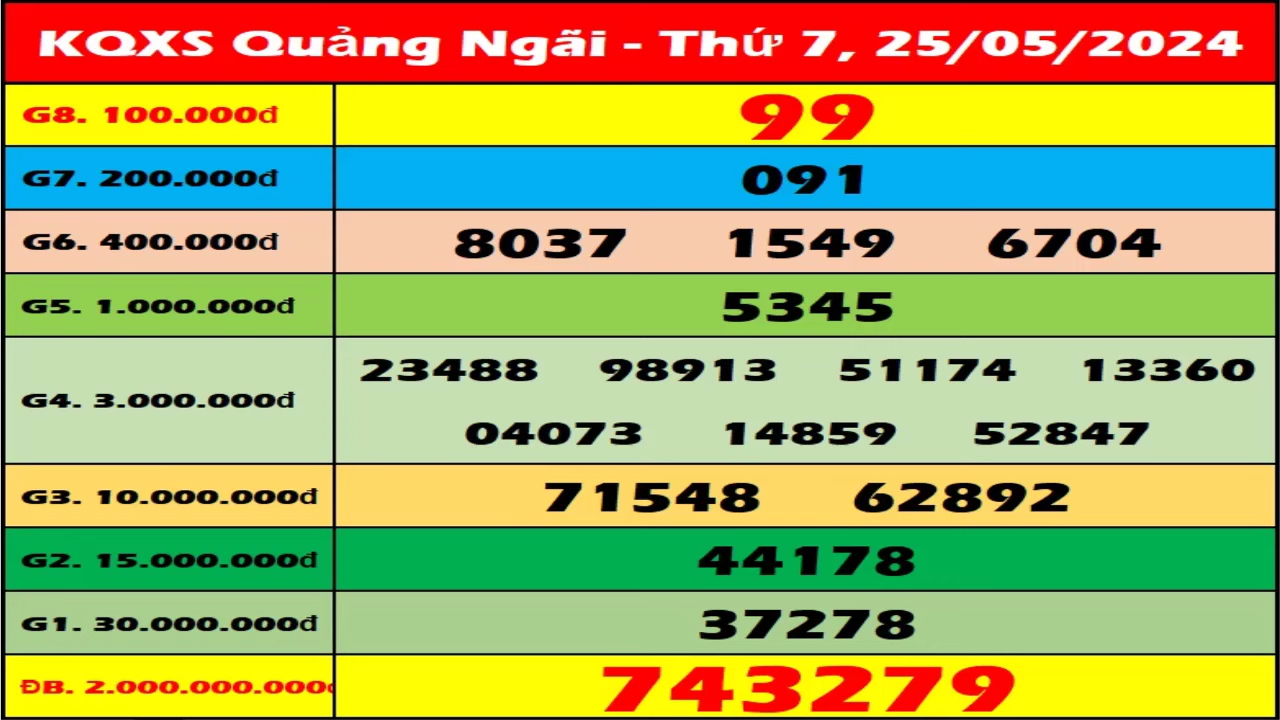 KQXS Quảng Ngãi - Thứ 7, 25/05/2024
G8. 100.000đ 99
G7. 200.000đ 091
G6. 400.000đ 8037 1549 6704
G5. 1.000.000đ 5345
23488 98913 51174 13360
G4. 3.000.000đ
04073 14859 52847
G3. 10.000.000đ 71548 62892
G2. 15.000.000đ 44178
G1. 30.000.000đ 37278
ĐB. 2.000.000.000đ 743279